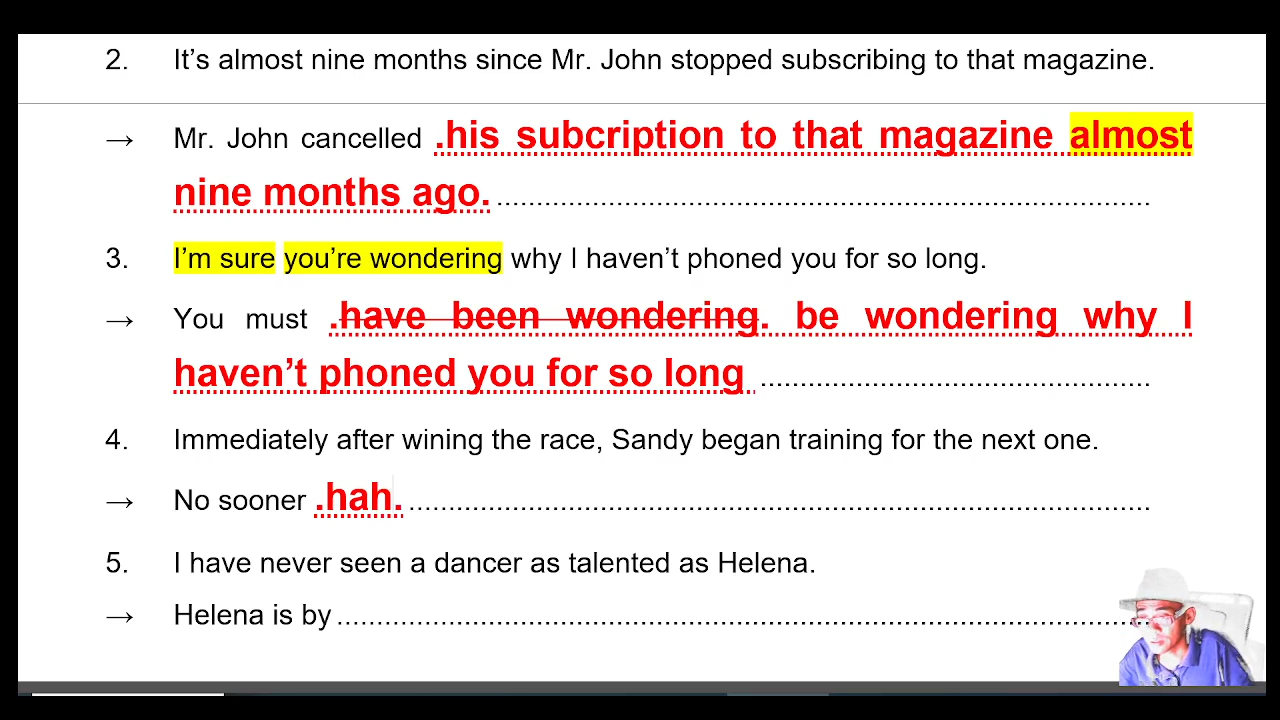 2. It's almost nine months since Mr. John stopped subscribing to that magazine.
→ Mr. John cancelled .his subcription to that magazine almost
nine months ago. ..................................................................................
3. I'm sure you're wondering why I haven't phoned you for so long.
→ You must .have been wondering. be wondering why I
haven't phoned you for so long .................................................
4. Immediately after wining the race, Sandy began training for the next one.
→ No sooner .hah. .............................................................................................
5. I have never seen a dancer as talented as Helena.
→ Helena is by .......................................................................................................